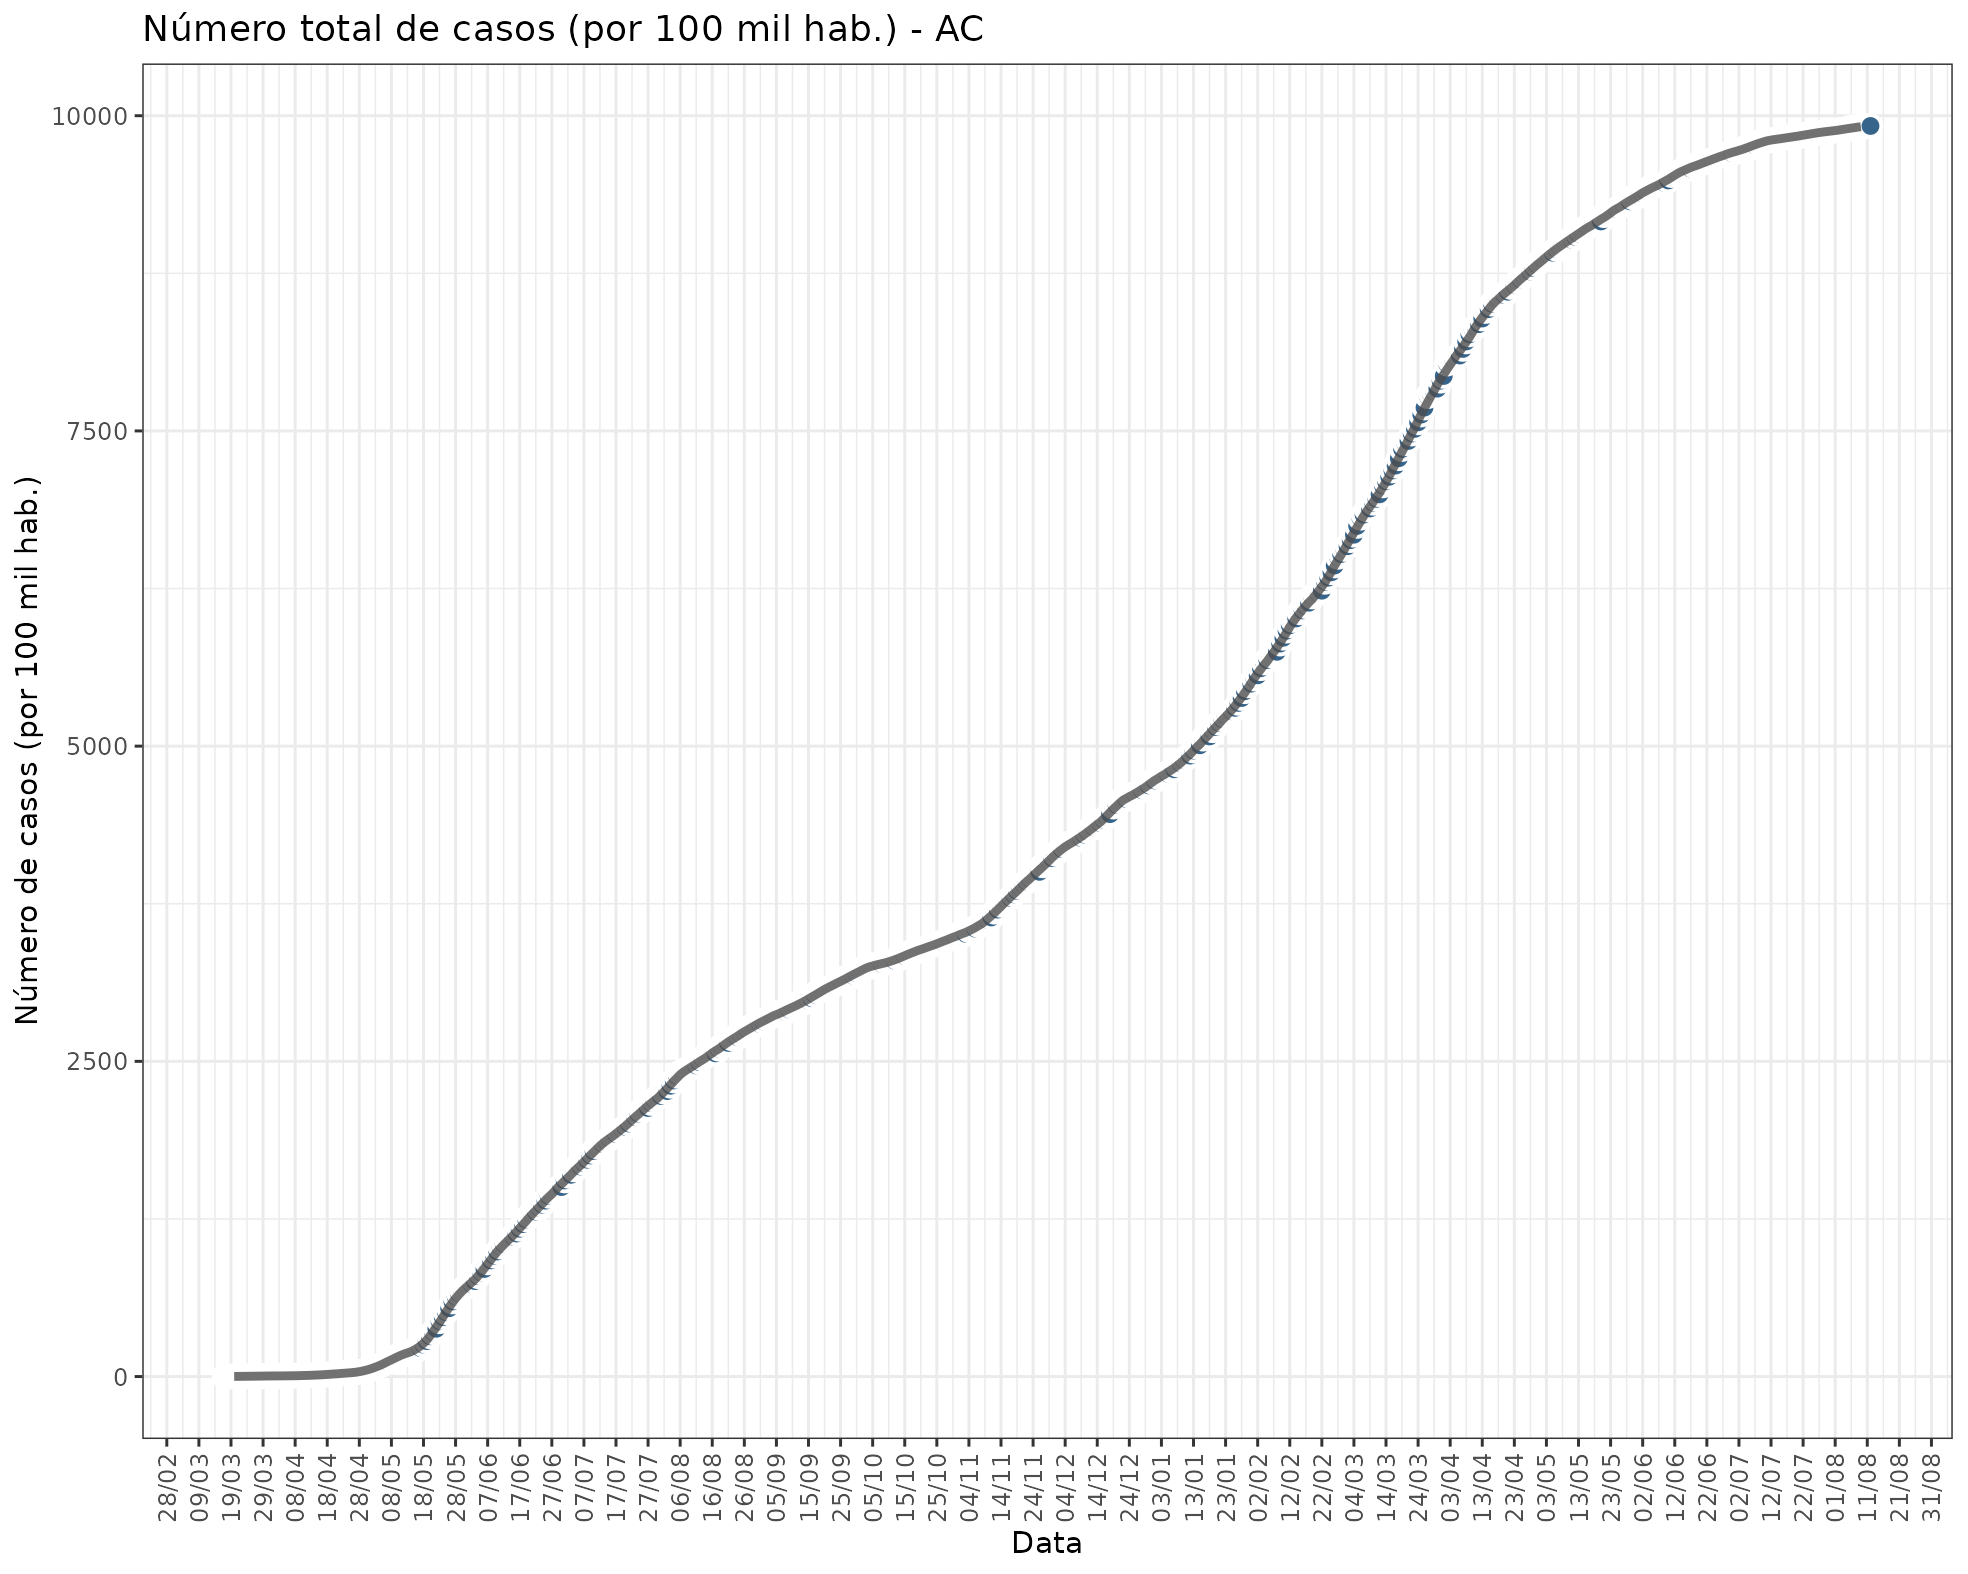 Número total de casos (por 100 mil hab.) - AC
10000
7500
5000
2500
0
Número de casos (por 100 mil hab.)
28/02 09/03 19/03 29/03 08/04 18/04 28/04 08/05 18/05 28/05 07/06 17/06 27/06 07/07 17/07 27/07 06/08 16/08 26/08 05/09 15/09 25/09 05/10 15/10 25/10 04/11 14/11 24/11 04/12 14/12 24/12 03/01 13/01 23/01 02/02 12/02 22/02 04/03 14/03 24/03 03/04 13/04 23/04 03/05 13/05 23/05 02/06 12/06 22/06 02/07 12/07 22/07 01/08 11/08 21/08 31/08
Data